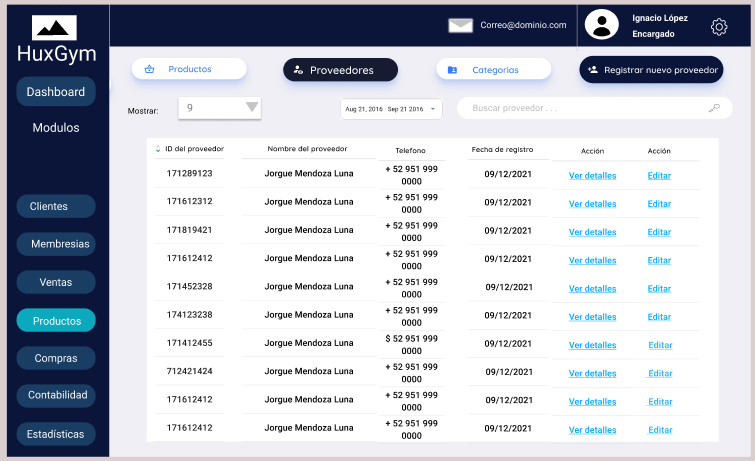 HuxGym
Dashboard
Modulos
Clientes
Membresias
Ventas
Productos
Compras
Contabilidad
Estadísticas
Correo@dominio.com
Ignacio López
Encargado
Productos
Proveedores
Categorias
Registrar nuevo proveedor
Mostrar:
9
Aug 21, 2016 - Sep 21 2016
Buscar proveedor . . .
ID del proveedor Nombre del proveedor Telefono Fecha de registro Acción Acción
171289123 Jorgue Mendoza Luna + 52 951 999 0000 09/12/2021 Ver detalles Editar
171612312 Jorgue Mendoza Luna + 52 951 999 0000 09/12/2021 Ver detalles Editar
171819421 Jorgue Mendoza Luna + 52 951 999 0000 09/12/2021 Ver detalles Editar
171612412 Jorgue Mendoza Luna + 52 951 999 0000 09/12/2021 Ver detalles Editar
171452328 Jorgue Mendoza Luna + 52 951 999 0000 09/12/2021 Ver detalles Editar
174123238 Jorgue Mendoza Luna + 52 951 999 0000 09/12/2021 Ver detalles Editar
171412455 Jorgue Mendoza Luna $ 52 951 999 0000 09/12/2021 Ver detalles Editar
712421424 Jorgue Mendoza Luna + 52 951 999 0000 09/12/2021 Ver detalles Editar
171612412 Jorgue Mendoza Luna + 52 951 999 0000 09/12/2021 Ver detalles Editar
171612412 Jorgue Mendoza Luna + 52 951 999 0000 09/12/2021 Ver detalles Editar